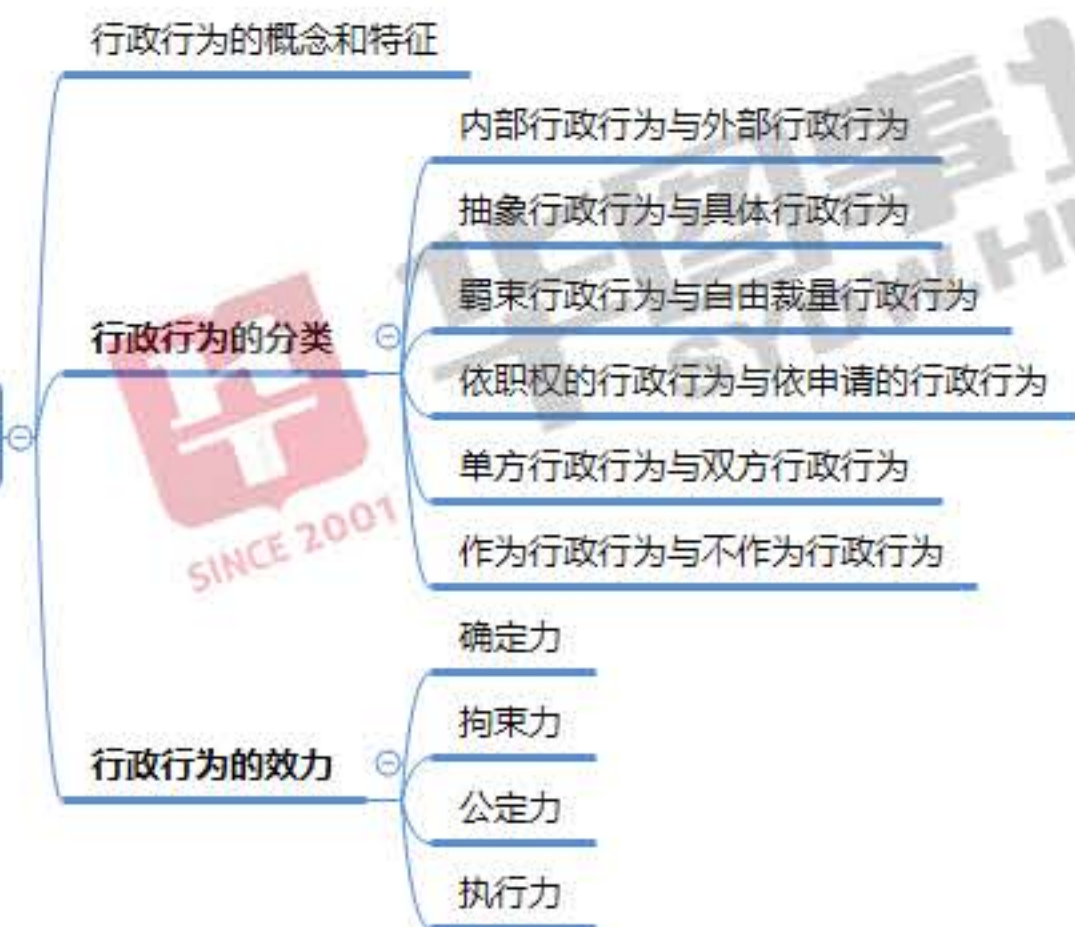 行政行为的概念和特征
内部行政行为与外部行政行为
抽象行政行为与具体行政行为
羁束行政行为与自由裁量行政行为
行政行为的分类
依职权的行政行为与依申请的行政行为
单方行政行为与双方行政行为
作为行政行为与不作为行政行为
SINCE 2001
确定力
拘束力
行政行为的效力
公定力
执行力